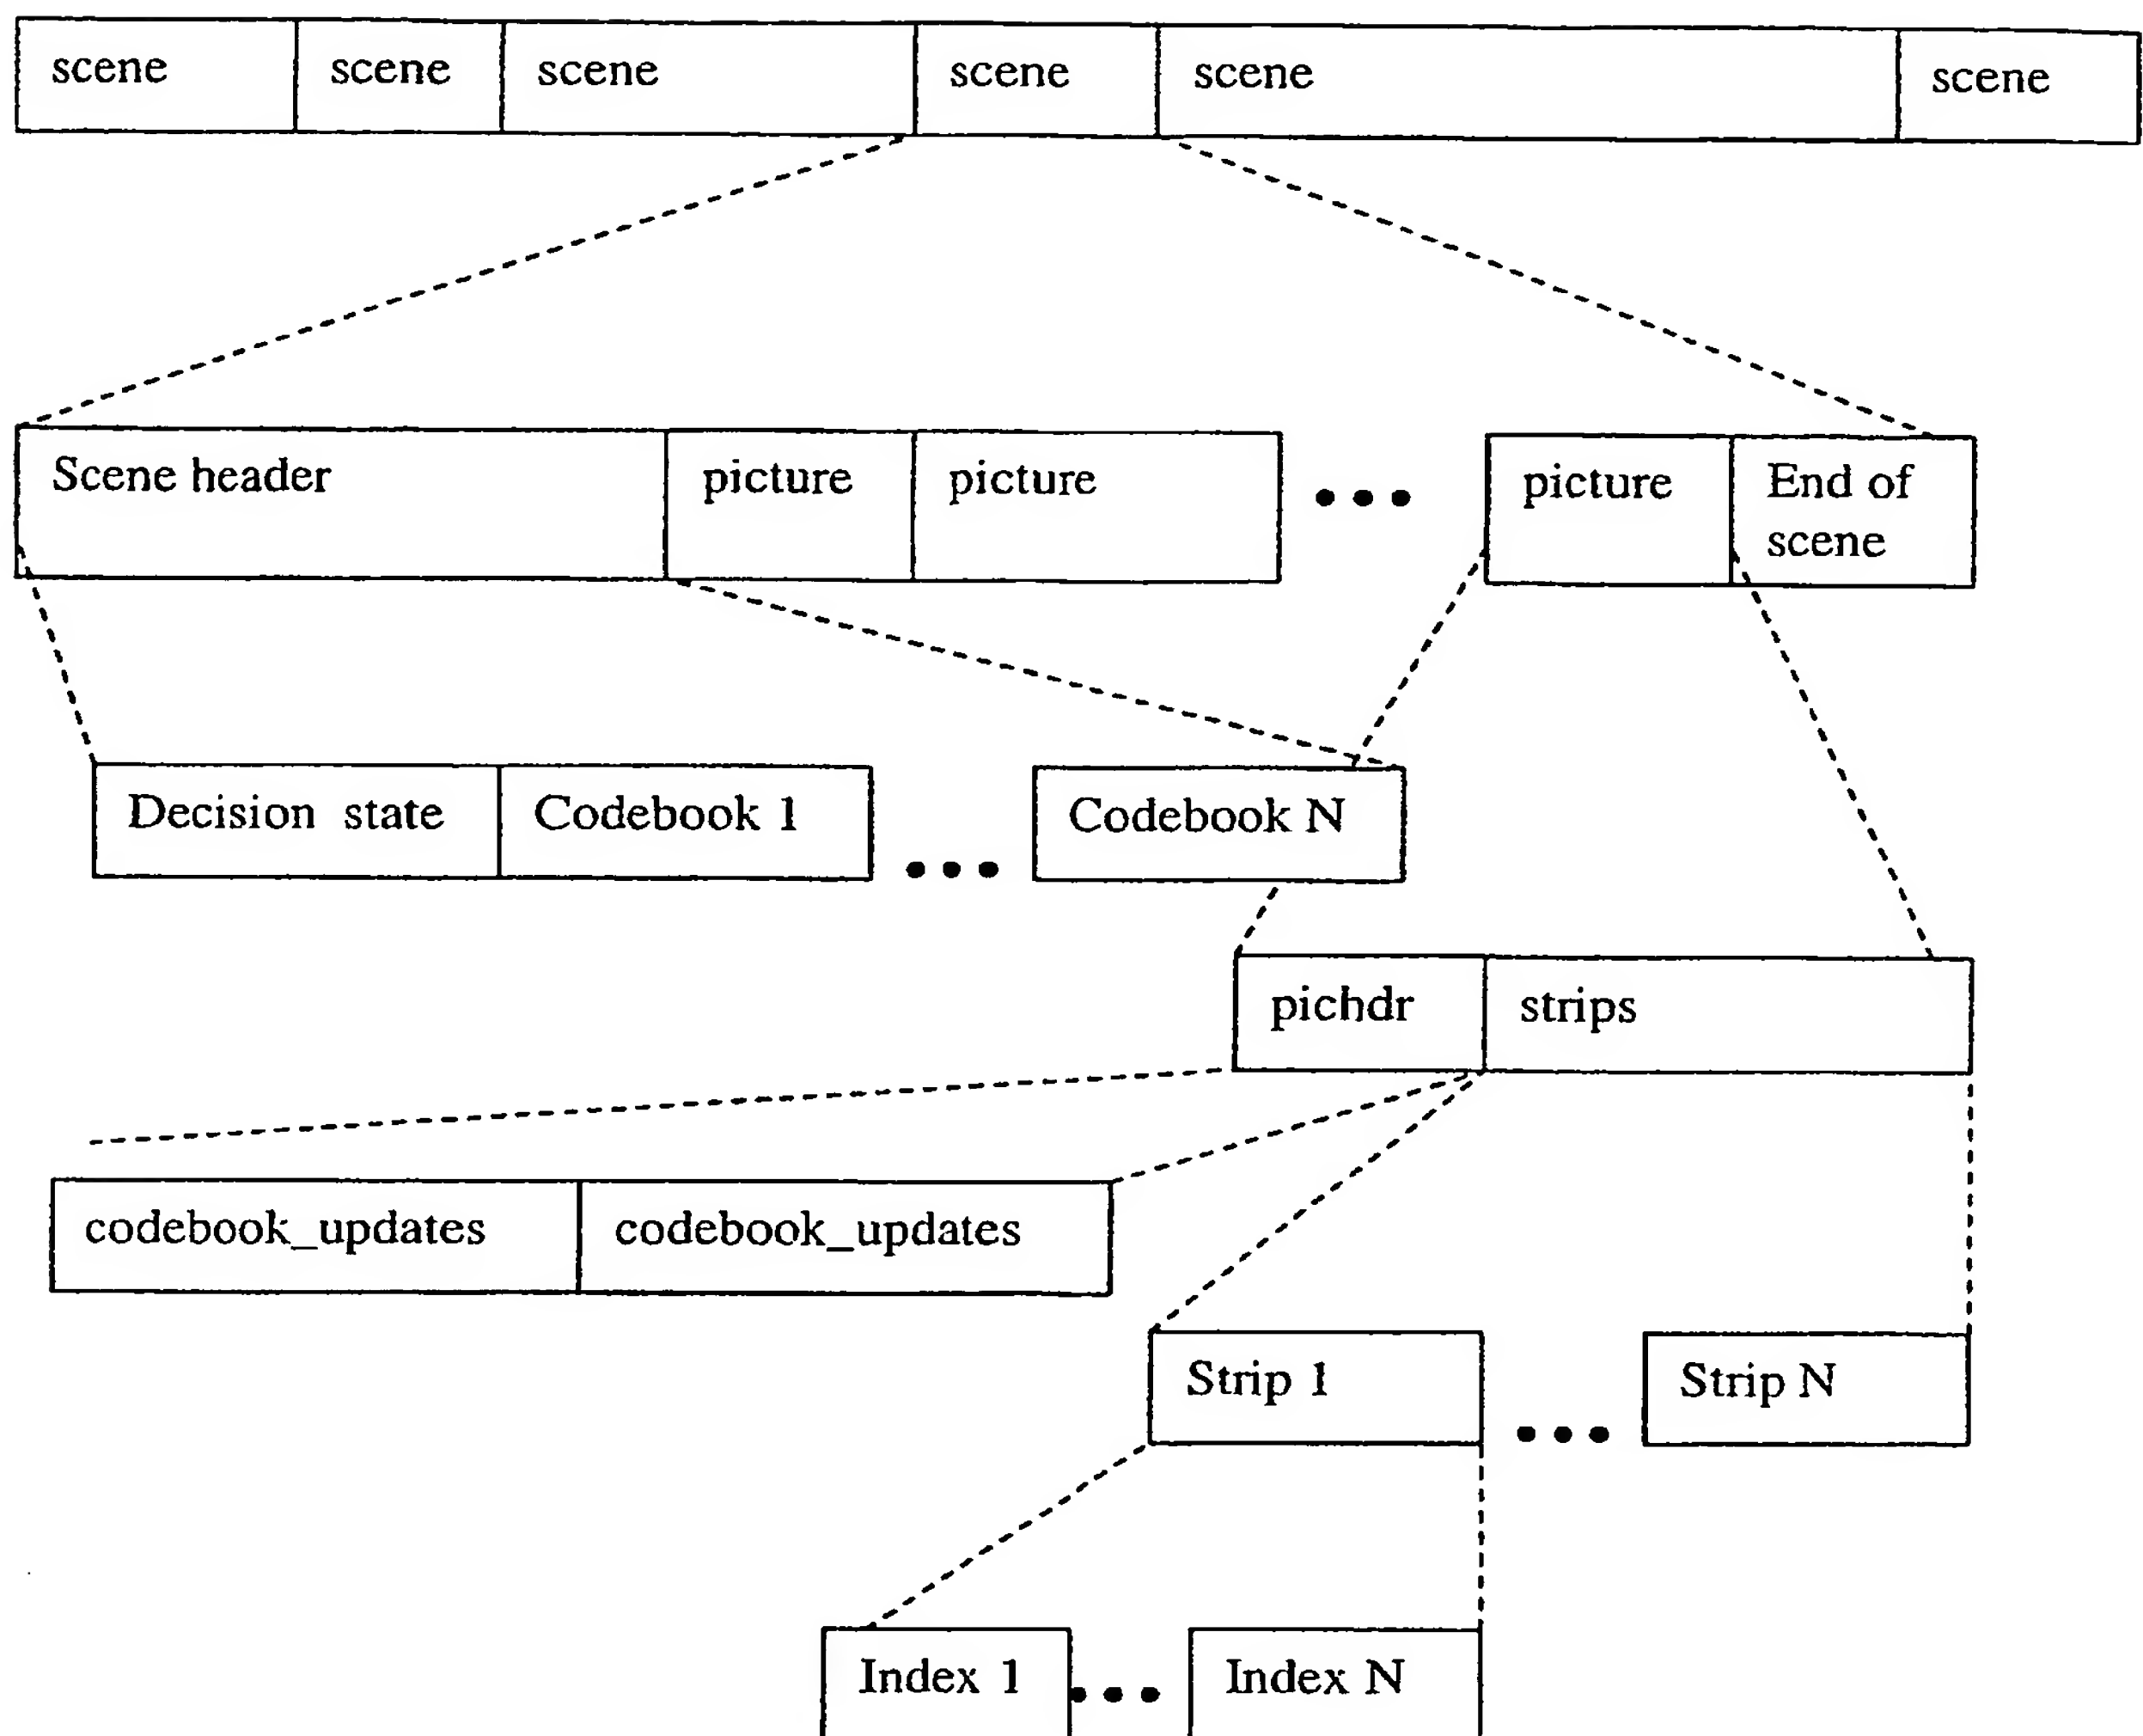 scene scene scene scene scene scene
Scene header picture picture picture End of
scene
Decision state Codebook 1 Codebook N
pichdr strips
codebook_updates codebook_updates
Strip 1 Strip N
Index 1 Index N